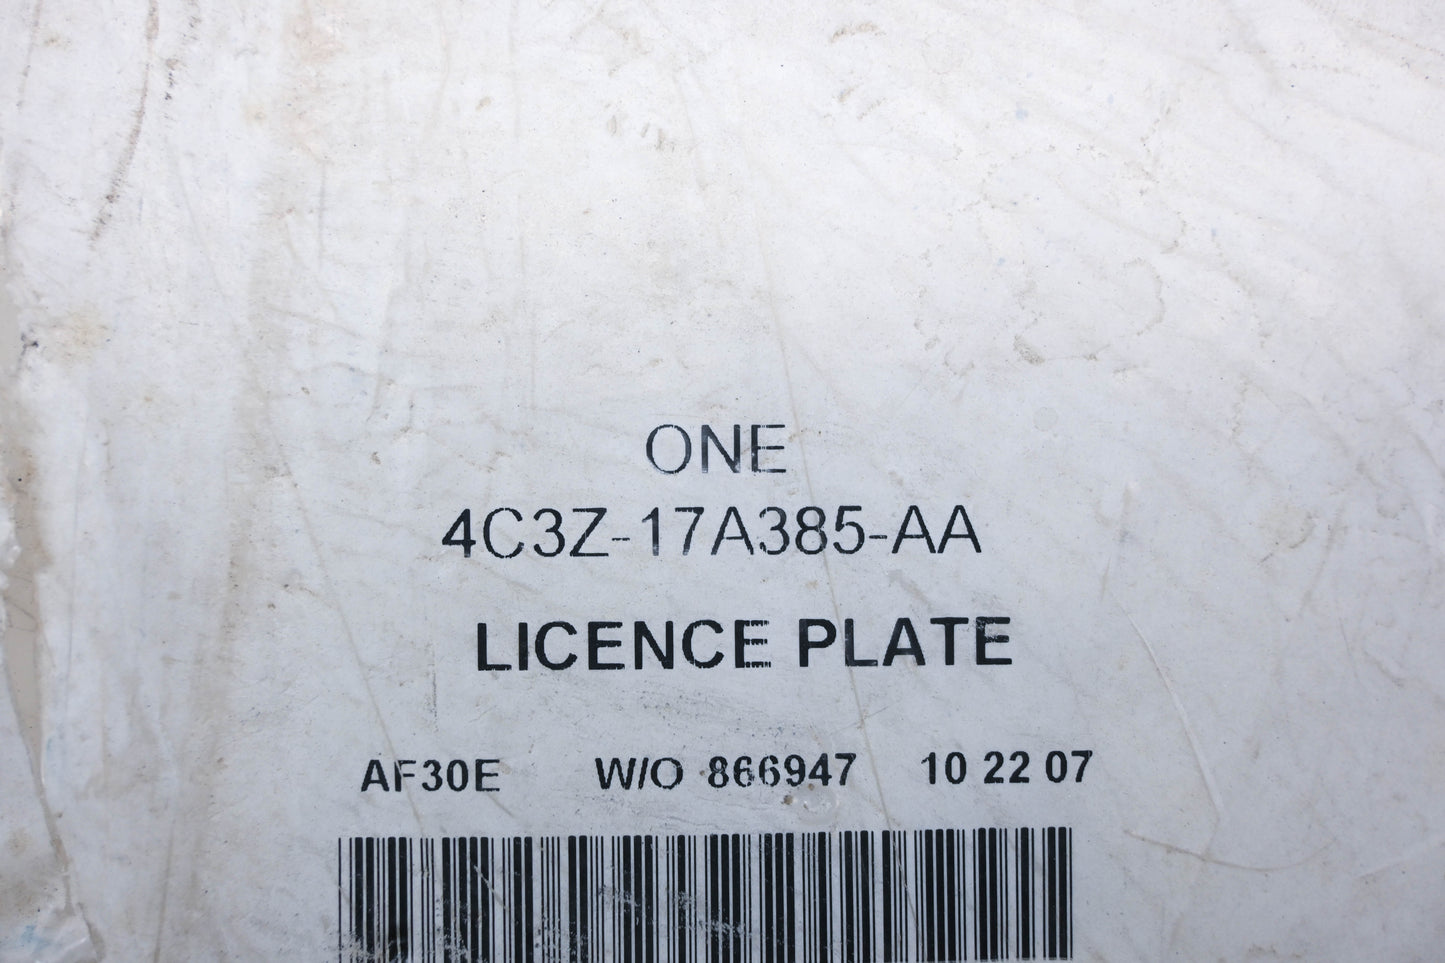 ONE
4C3Z-17A385-AA
LICENCE PLATE
AF30E W/O 866947 10 22 07